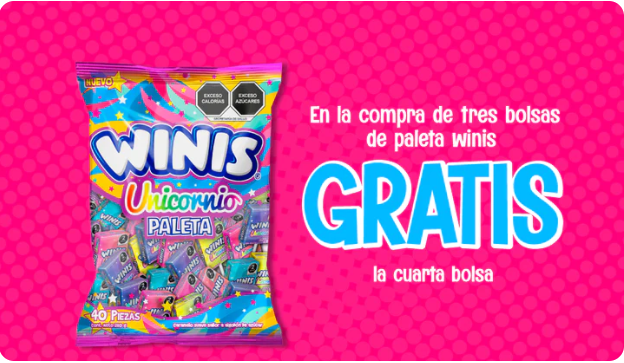 NUEVO
EXCESO CALORÍAS
EXCESO AZÚCARES
WINIS
Unicornio
PALETA
40 PIEZAS
En la compra de tres bolsas
de paleta winis
GRATIS
la cuarta bolsa